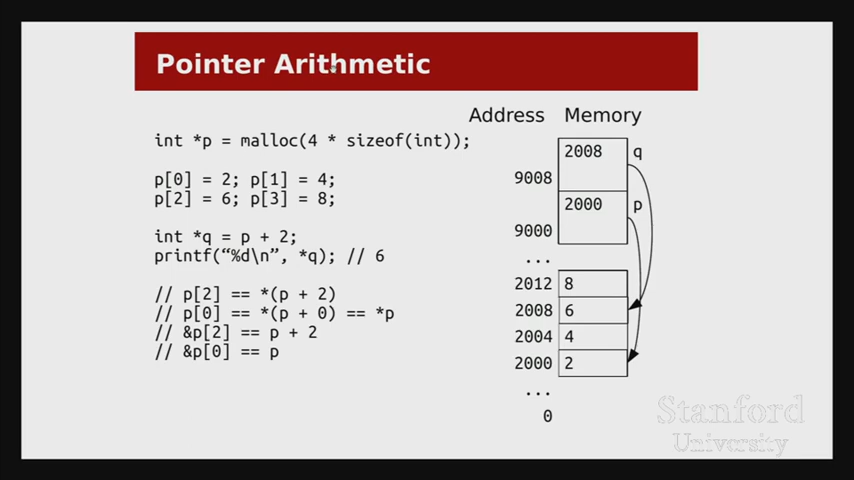 Pointer Arithmetic
int *p = malloc(4 * sizeof(int));
p[0] = 2; p[1] = 4;
p[2] = 6; p[3] = 8;
int *q = p + 2;
printf(“%d\n”, *q); // 6
// p[2] == *(p + 2)
// p[0] == *(p + 0) == *p
// &p[2] == p + 2
// &p[0] == p
Address Memory
2008 q
9008
2000 p
9000
...
2012 8
2008 6
2004 4
2000 2
...
0
Stanford
University